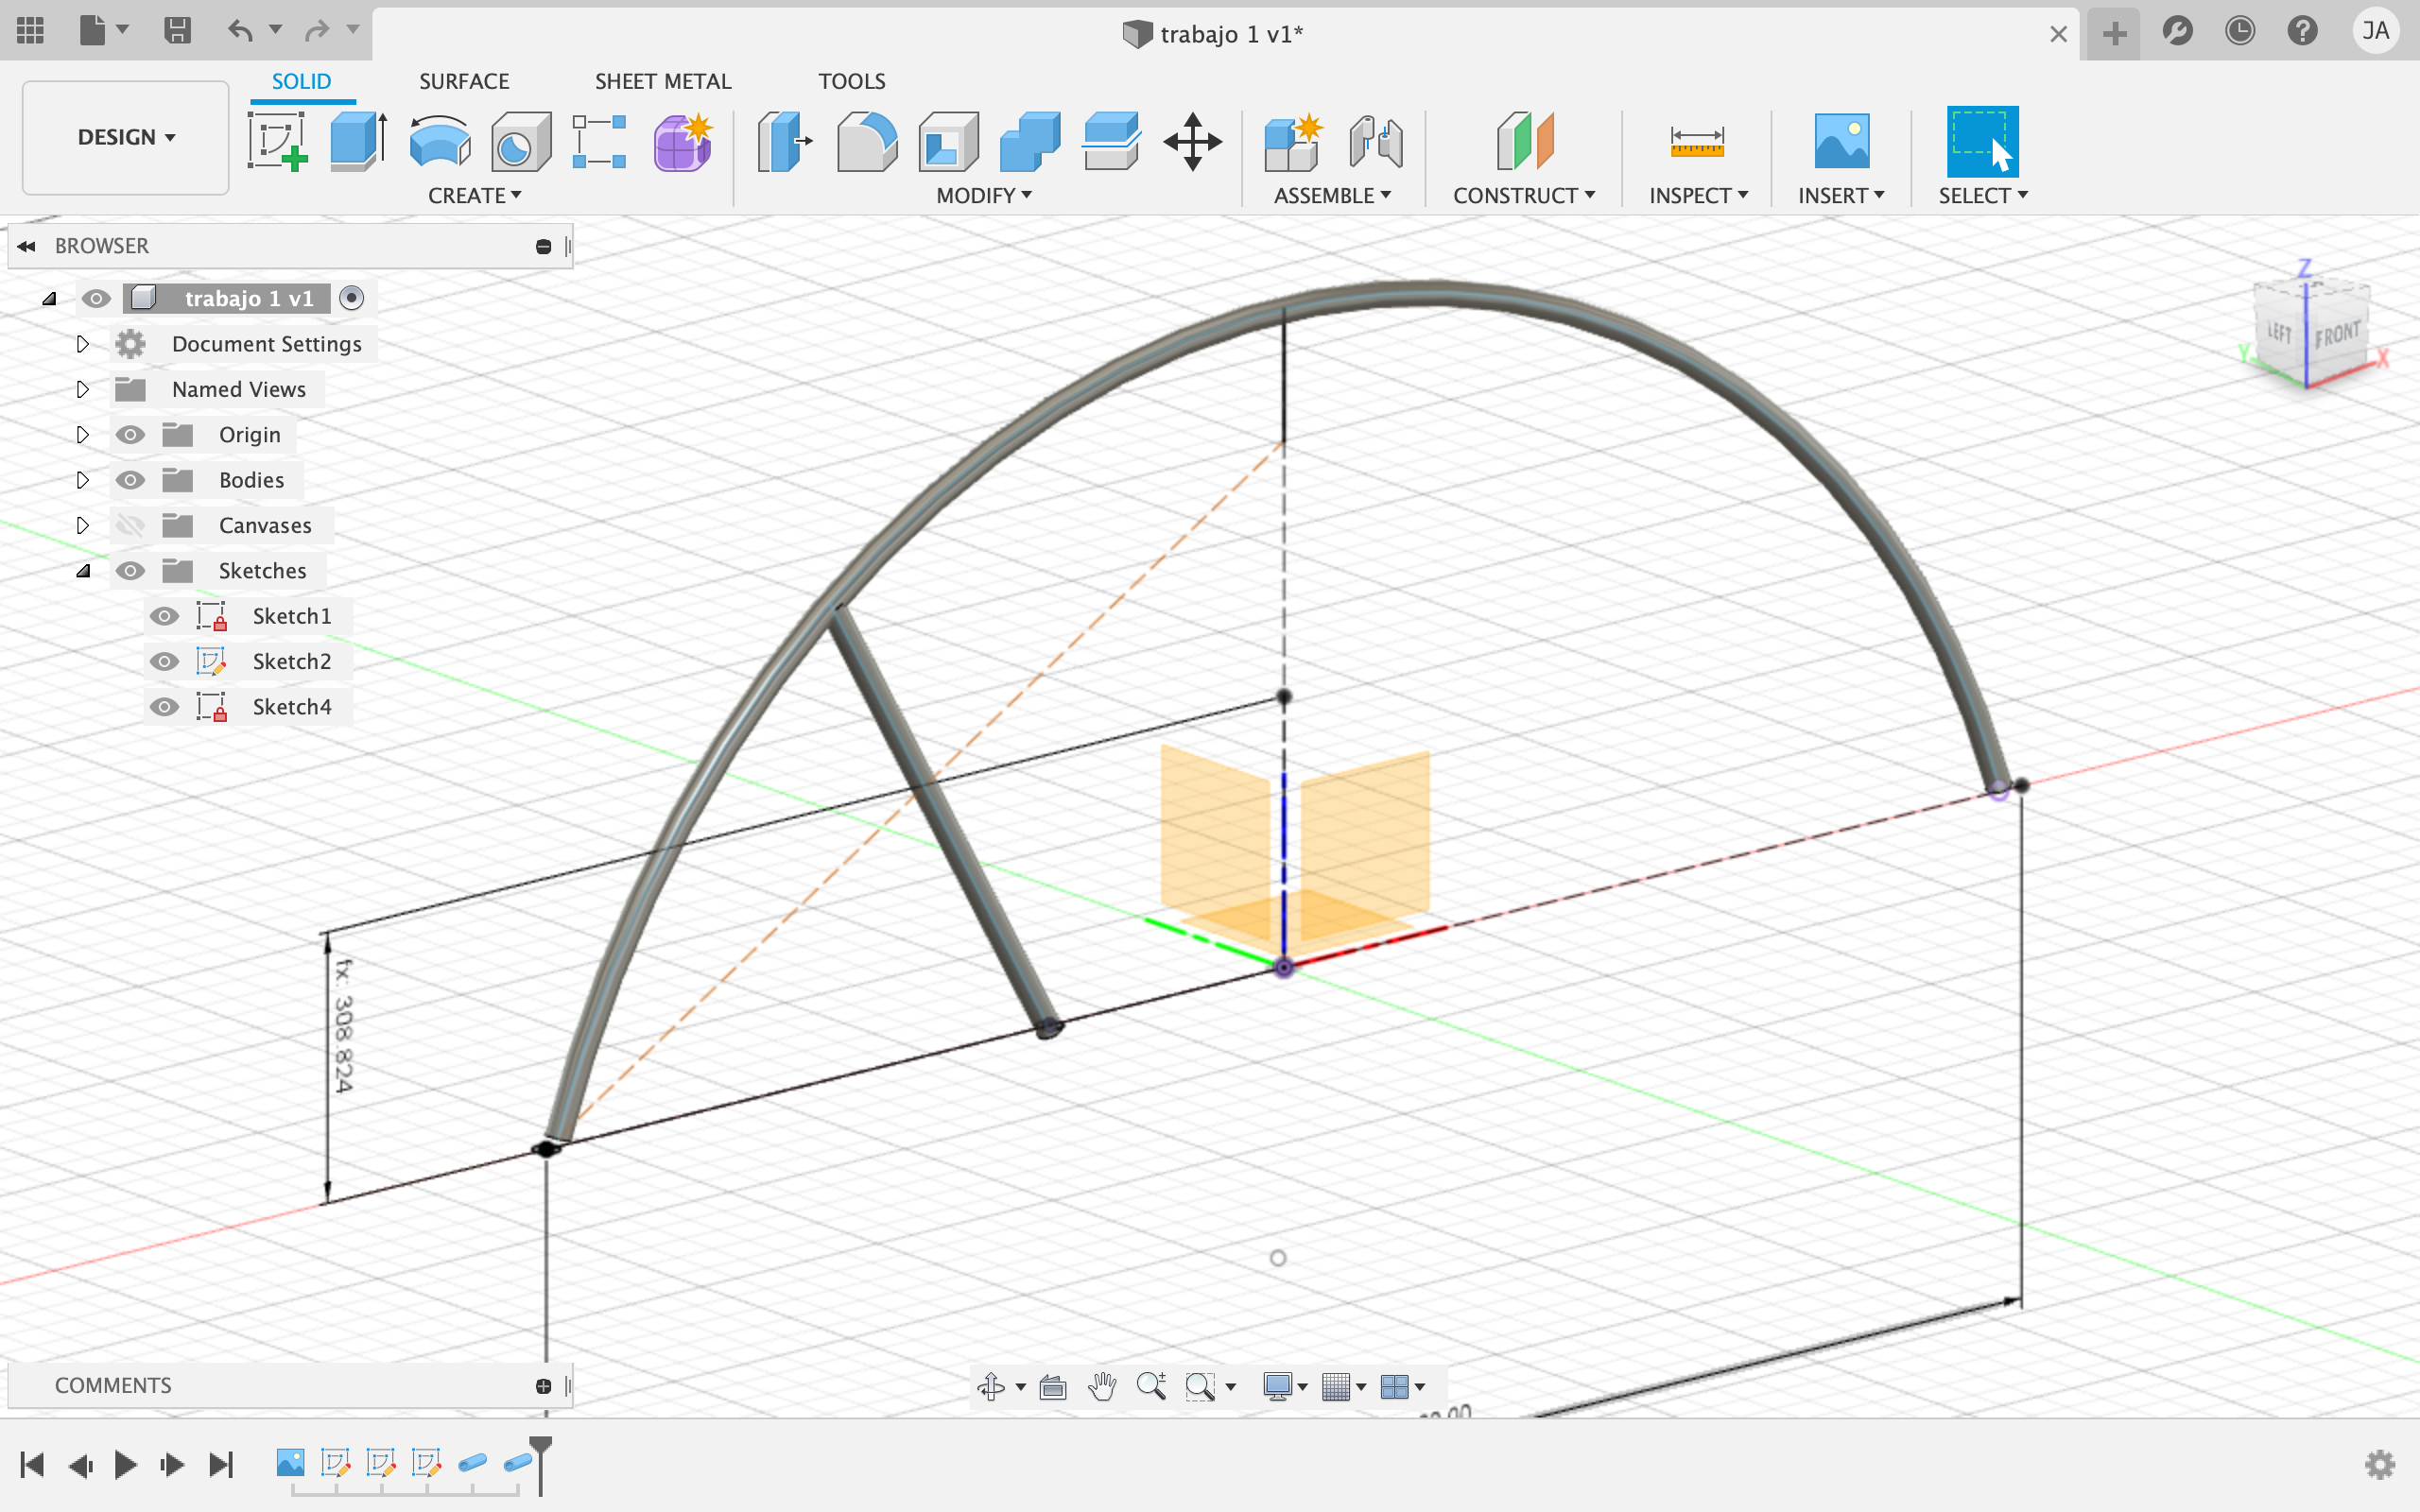 trabajo 1 v1*
JA
SOLID SURFACE SHEET METAL TOOLS
DESIGN
CREATE MODIFY ASSEMBLE CONSTRUCT INSPECT INSERT SELECT
BROWSER
trabajo 1 v1
Document Settings
Named Views
Origin
Bodies
Canvases
Sketches
Sketch1
Sketch2
Sketch4
Z
LEFT FRONT
Y X
fx: 308.824
COMMENTS